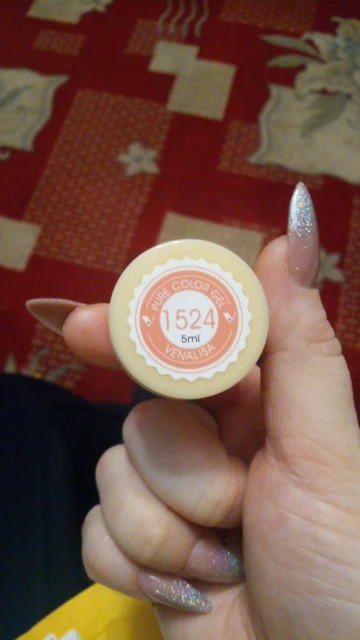 PURE COLOR GEL
1524
5ml
VENALISA